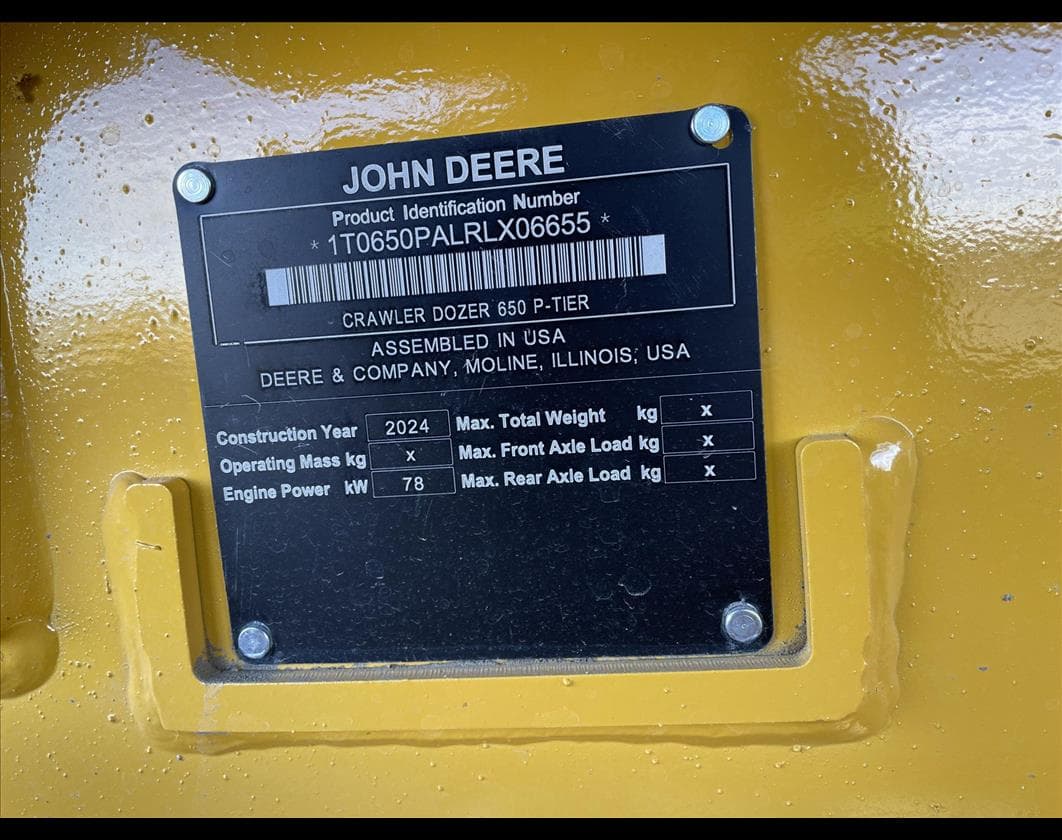 JOHN DEERE
Product Identification Number
* 1T0650PALRLX06655 *
CRAWLER DOZER 650 P-TIER
ASSEMBLED IN USA
DEERE & COMPANY, MOLINE, ILLINOIS, USA
Construction Year 2024 Max. Total Weight kg x
Operating Mass kg x Max. Front Axle Load kg x
Engine Power kW 78 Max. Rear Axle Load kg x